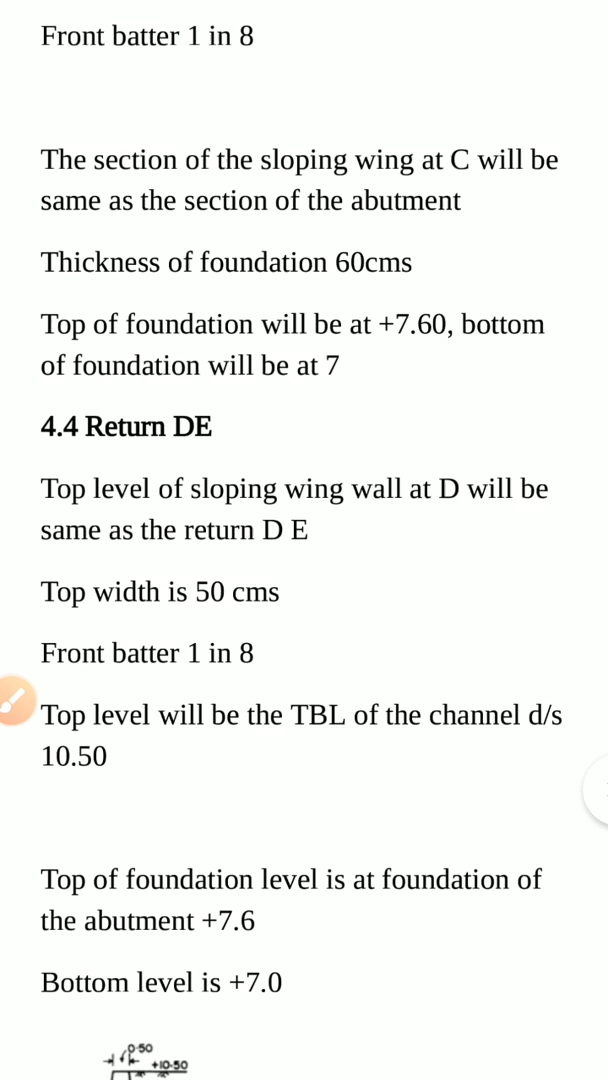 Front batter 1 in 8
The section of the sloping wing at C will be
same as the section of the abutment
Thickness of foundation 60cms
Top of foundation will be at +7.60, bottom
of foundation will be at 7
4.4 Return DE
Top level of sloping wing wall at D will be
same as the return D E
Top width is 50 cms
Front batter 1 in 8
Top level will be the TBL of the channel d/s
10.50
Top of foundation level is at foundation of
the abutment +7.6
Bottom level is +7.0
0·50
+10·50